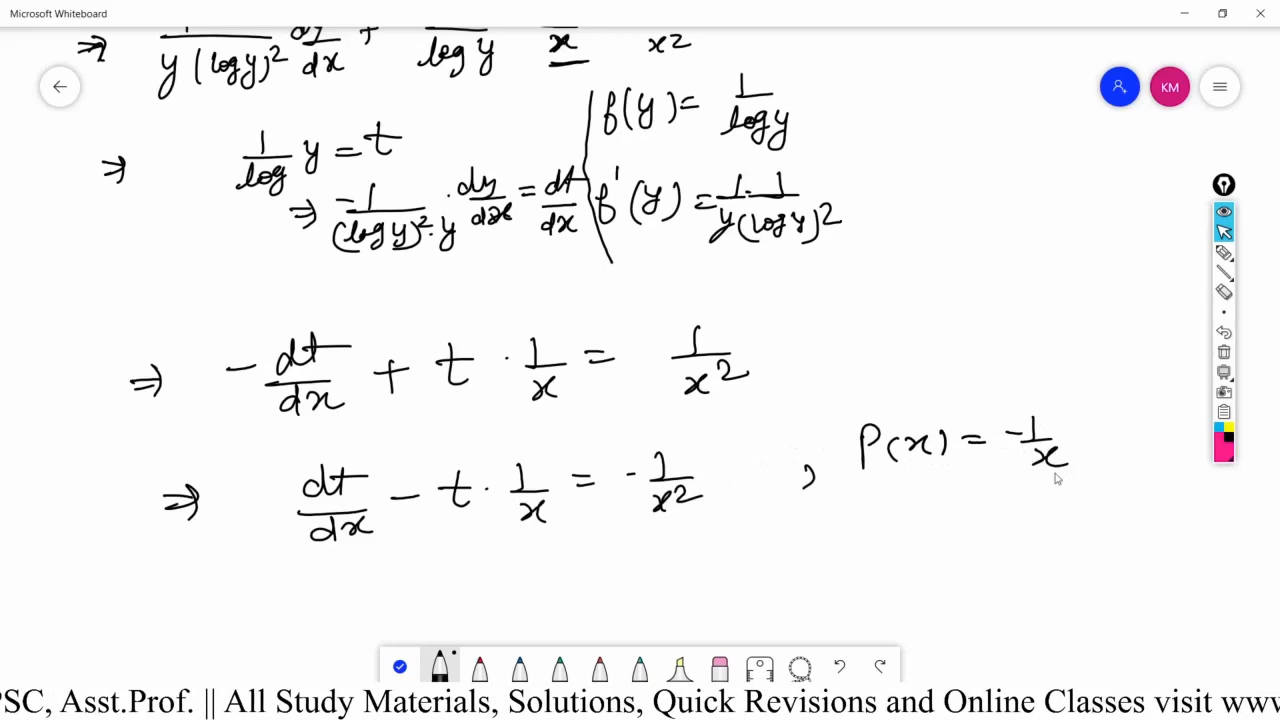 Microsoft Whiteboard
⇒ 1/(y (log y)^2) dy/dx + 1/(log y) 1/x x2
KM
f(y) = 1/(log y)
⇒ 1/log y = t
⇒ -1/((log y)^2 · y) · dy/dx = dt/dx
f'(y) = 1·1/(y (log y)^2)
⇒ - dt/dx + t · 1/x = 1/x^2
P(x) = -1/x
⇒ dt/dx - t · 1/x = -1/x^2 ,
PSC, Asst.Prof. || All Study Materials, Solutions, Quick Revisions and Online Classes visit www